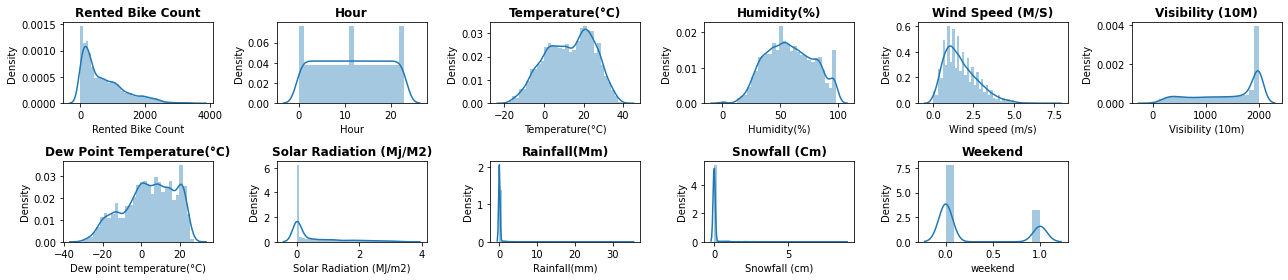 Rented Bike Count
Density
0.0015
0.0010
0.0005
0.0000
0 2000 4000
Rented Bike Count
Hour
Density
0.06
0.04
0.02
0.00
0 10 20
Hour
Temperature(°C)
Density
0.03
0.02
0.01
0.00
−20 0 20 40
Temperature(°C)
Humidity(%)
Density
0.02
0.01
0.00
0 50 100
Humidity(%)
Wind Speed (M/S)
Density
0.6
0.4
0.2
0.0
0.0 2.5 5.0 7.5
Wind speed (m/s)
Visibility (10M)
Density
0.004
0.002
0.000
0 1000 2000
Visibility (10m)
Dew Point Temperature(°C)
Density
0.03
0.02
0.01
0.00
−40 −20 0 20
Dew point temperature(°C)
Solar Radiation (Mj/M2)
Density
6
4
2
0
0 2 4
Solar Radiation (MJ/m2)
Rainfall(Mm)
Density
2
1
0
0 10 20 30
Rainfall(mm)
Snowfall (Cm)
Density
4
2
0
0 5
Snowfall (cm)
Weekend
Density
7.5
5.0
2.5
0.0
0.0 0.5 1.0
weekend